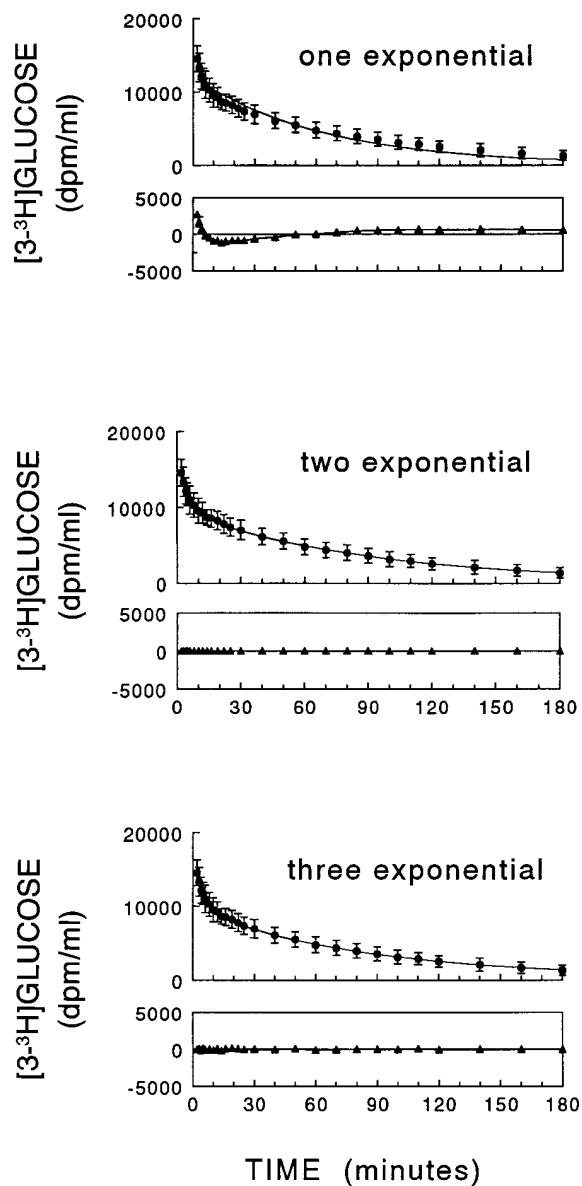 20000
one exponential
10000
0
5000
0
-5000
[3-³H]GLUCOSE
(dpm/ml)
20000
two exponential
10000
0
5000
0
-5000
0 30 60 90 120 150 180
[3-³H]GLUCOSE
(dpm/ml)
20000
three exponential
10000
0
5000
0
-5000
0 30 60 90 120 150 180
[3-³H]GLUCOSE
(dpm/ml)
TIME (minutes)